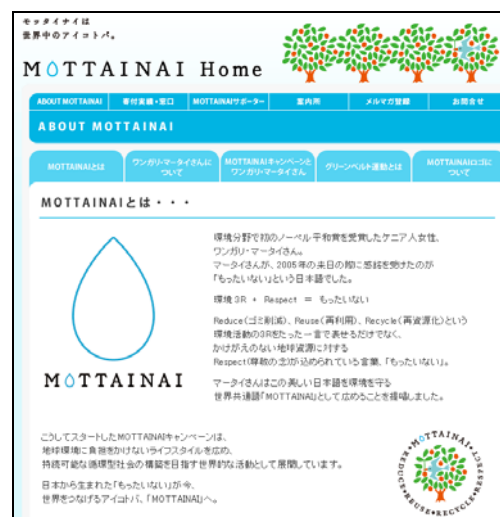 モッタイナイは
世界中のアイコトバ。
MOTTAINAI Home
ABOUT MOTTAINAI
寄付実績・窓口
MOTTAINAIサポーター
案内所
メルマガ登録
お問合せ
ABOUT MOTTAINAI
MOTTAINAIとは
ワンガリ・マータイさんに
ついて
MOTTAINAIキャンペーンと
ワンガリ・マータイさん
グリーンベルト運動とは
MOTTAINAIロゴに
ついて
MOTTAINAIとは・・・
環境分野で初のノーベル平和賞を受賞したケニア人女性、
ワンガリ・マータイさん。
マータイさんが、2005年の来日の際に感銘を受けたのが
「もったいない」という日本語でした。
環境 3R + Respect = もったいない
Reduce(ゴミ削減)、Reuse(再利用)、Recycle(再資源化)という
環境活動の3Rをたった一言で表せるだけでなく、
かけがえのない地球資源に対する
Respect(尊敬の念)が込められている言葉、「もったいない」。
マータイさんはこの美しい日本語を環境を守る
世界共通語「MOTTAINAI」として広めることを提唱しました。
MOTTAINAI
こうしてスタートしたMOTTAINAIキャンペーンは、
地球環境に負担をかけないライフスタイルを広め、
持続可能な循環型社会の構築を目指す世界的な活動として展開しています。
日本から生まれた「もったいない」が今、
世界をつなげるアイコトバ、「MOTTAINAI」へ。
MOTTAINAI・
REDUCE・REUSE・RECYCLE・